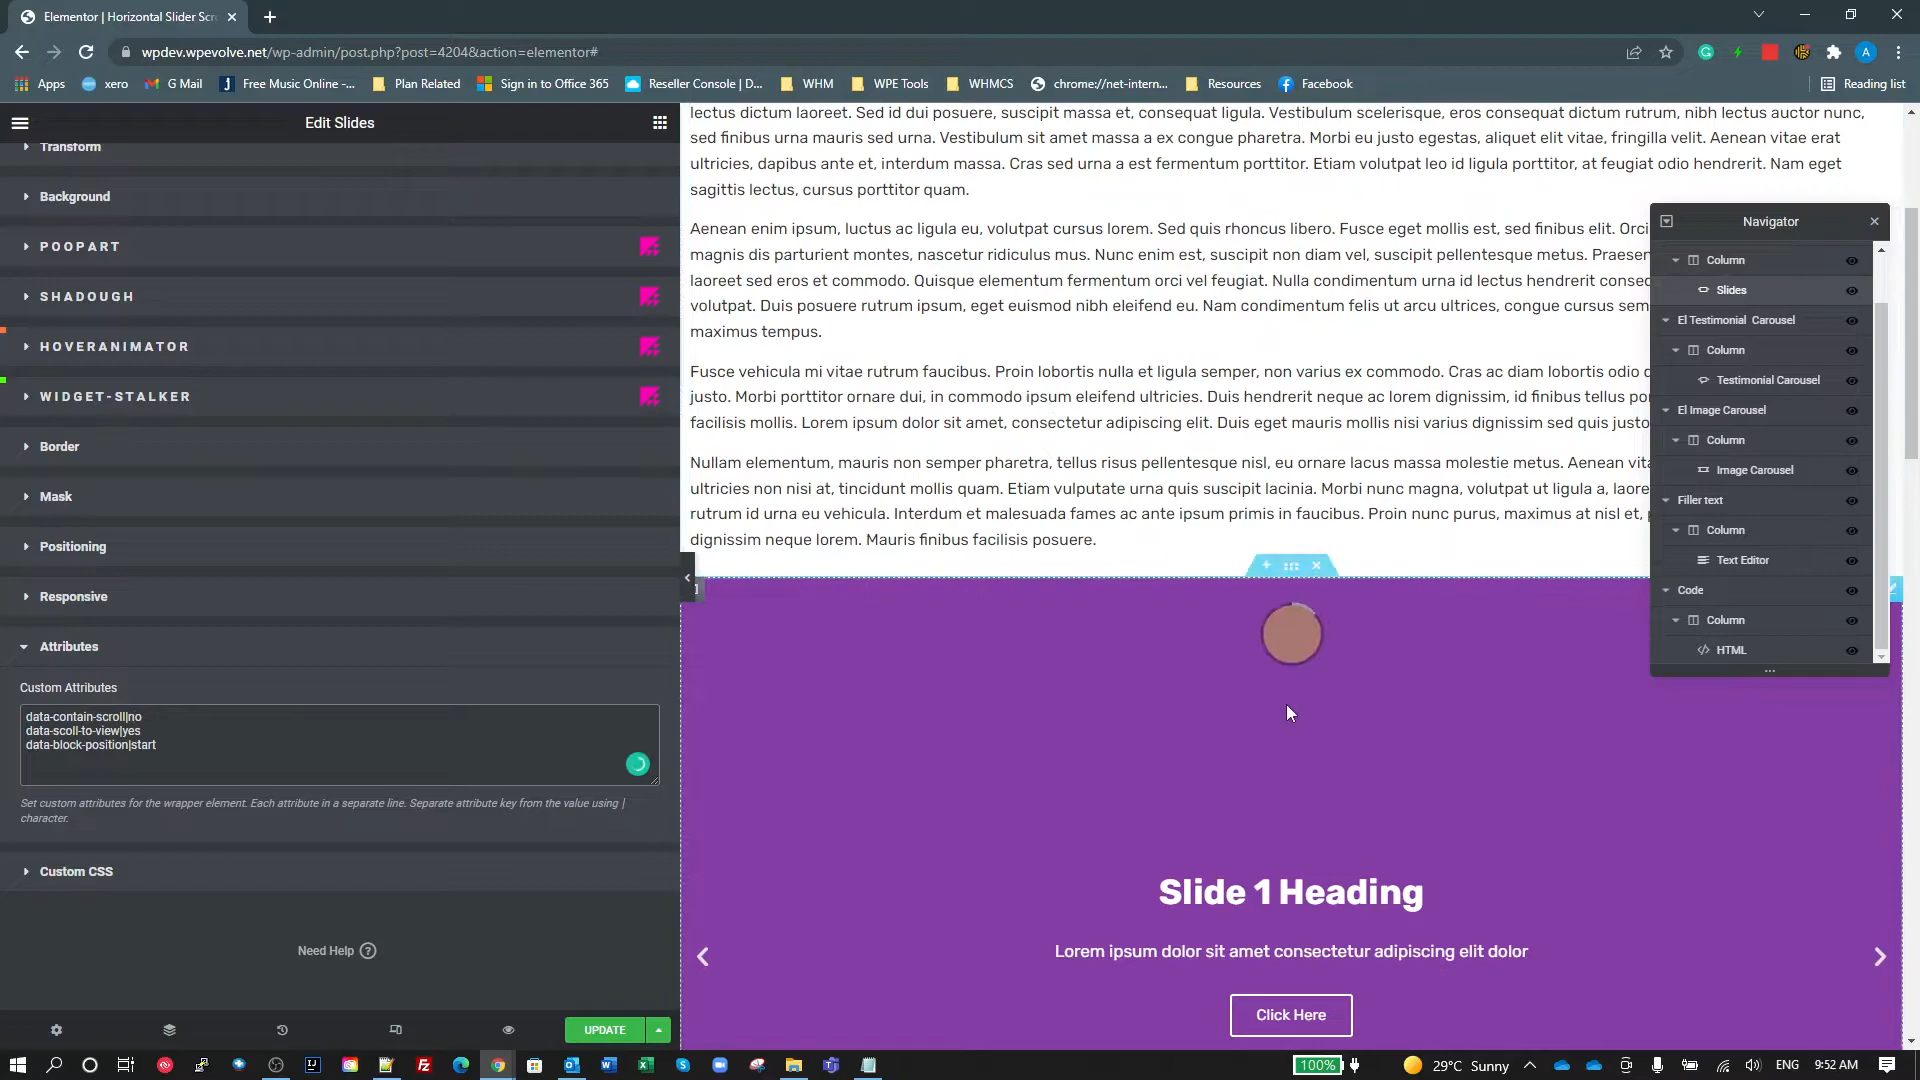 Elementor | Horizontal Slider Scr
wpdev.wpevolve.net/wp-admin/post.php?post=4204&action=elementor#
A
Apps
xero
G Mail
Free Music Online -...
Plan Related
Sign in to Office 365
Reseller Console | D...
WHM
WPE Tools
WHMCS
chrome://net-intern...
Resources
Facebook
Reading list
Edit Slides
Transform
Background
POOPART
SHADOUGH
HOVERANIMATOR
WIDGET-STALKER
Border
Mask
Positioning
Responsive
Attributes
Custom Attributes
data-contain-scroll|no
data-scoll-to-view|yes
data-block-position|start
Set custom attributes for the wrapper element. Each attribute in a separate line. Separate attribute key from the value using |
character.
Custom CSS
Need Help
UPDATE
lectus dictum laoreet. Sed id dui posuere, suscipit massa et, consequat ligula. Vestibulum scelerisque, eros consequat dictum rutrum, nibh lectus auctor nunc,
sed finibus urna mauris sed urna. Vestibulum sit amet massa a ex congue pharetra. Morbi eu justo egestas, aliquet elit vitae, fringilla velit. Aenean vitae erat
ultricies, dapibus ante et, interdum massa. Cras sed urna a est fermentum porttitor. Etiam volutpat leo id ligula porttitor, at feugiat odio hendrerit. Nam eget
sagittis lectus, cursus porttitor quam.
Aenean enim ipsum, luctus ac ligula eu, volutpat cursus lorem. Sed quis rhoncus libero. Fusce eget mollis est, sed finibus elit. Orci
magnis dis parturient montes, nascetur ridiculus mus. Nunc enim est, suscipit non diam vel, suscipit pellentesque metus. Praesen
laoreet sed eros et commodo. Quisque elementum fermentum orci vel feugiat. Nulla condimentum urna id lectus hendrerit conse
volutpat. Duis posuere rutrum ipsum, eget euismod nibh eleifend eu. Nam condimentum felis ut arcu ultrices, congue cursus sem
maximus tempus.
Fusce vehicula mi vitae rutrum faucibus. Proin lobortis nulla et ligula semper, non varius ex commodo. Cras ac diam lobortis odio
justo. Morbi porttitor ornare dui, in commodo ipsum eleifend ultricies. Duis hendrerit neque ac lorem dignissim, id finibus tellus por
facilisis mollis. Lorem ipsum dolor sit amet, consectetur adipiscing elit. Duis eget mauris mollis nisi varius dignissim sed quis justo
Nullam elementum, mauris non semper pharetra, tellus risus pellentesque nisl, eu ornare lacus massa molestie metus. Aenean vita
ultricies non nisi at, tincidunt mollis quam. Etiam vulputate urna quis suscipit lacinia. Morbi nunc magna, volutpat ut ligula a, laore
rutrum id urna eu vehicula. Interdum et malesuada fames ac ante ipsum primis in faucibus. Proin nunc purus, maximus at nisl et,
dignissim neque lorem. Mauris finibus facilisis posuere.
Slide 1 Heading
Lorem ipsum dolor sit amet consectetur adipiscing elit dolor
Click Here
Navigator
Column
Slides
El Testimonial Carousel
Column
Testimonial Carousel
El Image Carousel
Column
Image Carousel
Filler text
Column
Text Editor
Code
Column
HTML
100%
29°C Sunny
ENG
9:52 AM